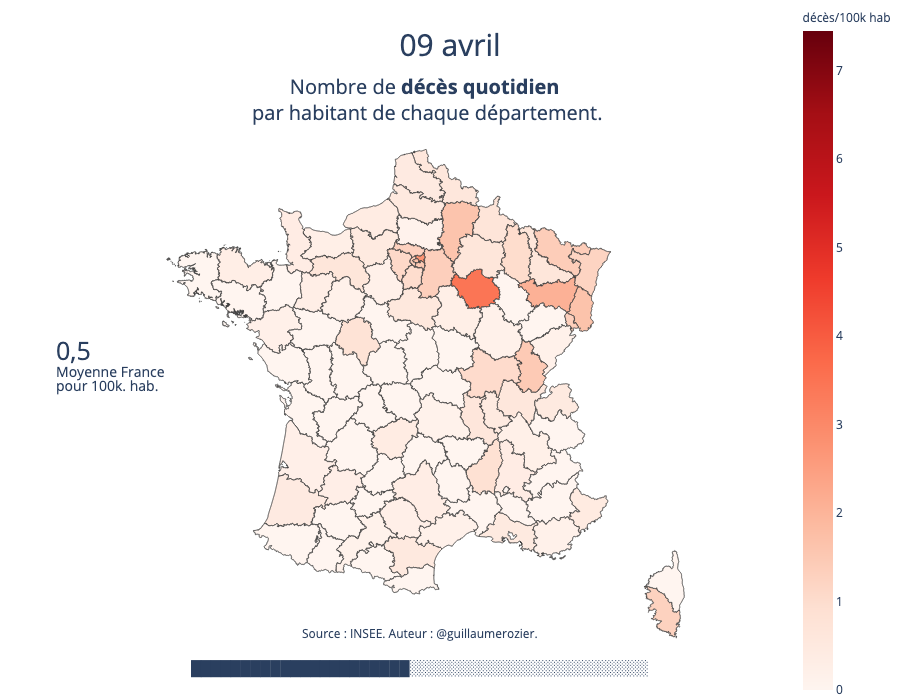 décès/100k hab
09 avril
Nombre de décès quotidien
par habitant de chaque département.
7
6
5
4
3
2
1
0
0,5
Moyenne France
pour 100k. hab.
Source : INSEE. Auteur : @guillaumerozier.